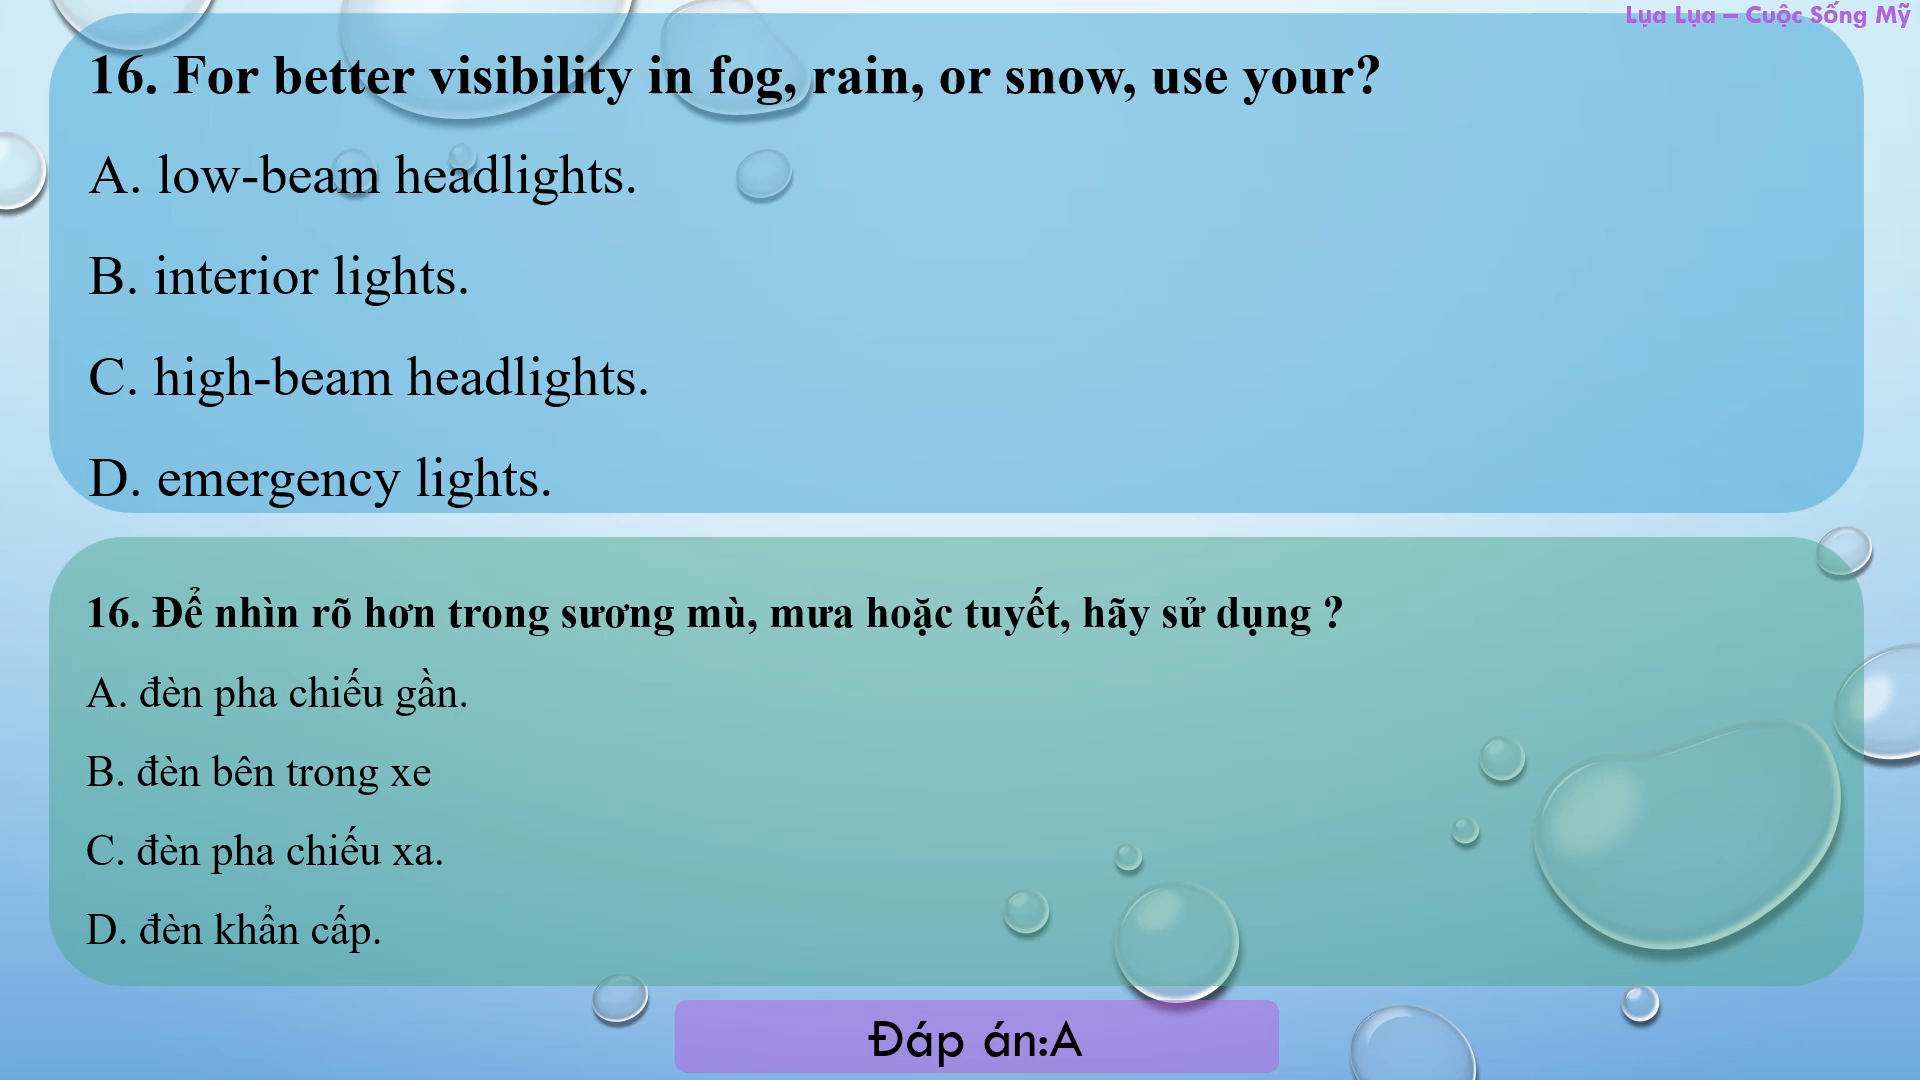 Lụa Lụa – Cuộc Sống Mỹ
16. For better visibility in fog, rain, or snow, use your?
A. low-beam headlights.
B. interior lights.
C. high-beam headlights.
D. emergency lights.
16. Để nhìn rõ hơn trong sương mù, mưa hoặc tuyết, hãy sử dụng ?
A. đèn pha chiếu gần.
B. đèn bên trong xe
C. đèn pha chiếu xa.
D. đèn khẩn cấp.
Đáp án:A